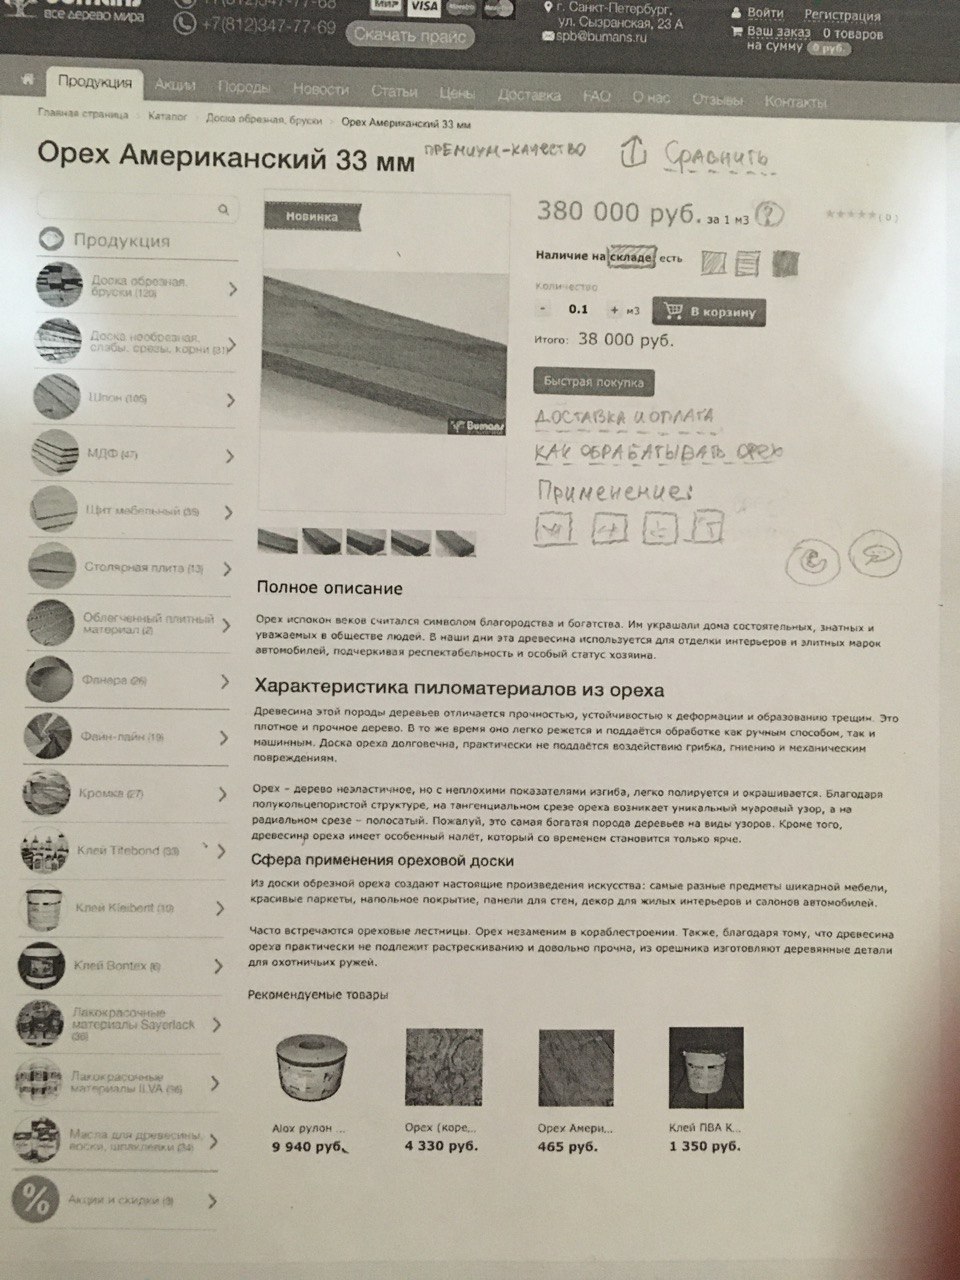 все дерево мира
+7(812)347-77-68
+7(812)347-77-69
Скачать прайс
МИР VISA Maestro
г. Санкт-Петербург,
ул. Сызранская, 23 А
spb@bumans.ru
Войти Регистрация
Ваш заказ 0 товаров
на сумму 0 руб.
Продукция Акции Породы Новости Статьи Цены Доставка FAQ О нас Отзывы Контакты
Главная страница Каталог Доска обрезная, бруски Орех Американский 33 мм
Орех Американский 33 мм ПРЕМИУМ-КАЧЕСТВО Сравнить
Продукция
Доска обрезная,
бруски (120)
Доска необрезная,
слэбы, срезы, корни (31)
Шпон (105)
МДФ (47)
Щит мебельный (35)
Столярная плита (13)
Облегченный плитный
материал (2)
Фанера (26)
Файн-лайн (19)
Кромка (27)
Клей Titebond (33)
Клей Kleiberit (10)
Клей Bontex (6)
Лакокрасочные
материалы Sayerlack
(36)
Лакокрасочные
материалы ILVA (36)
Масла для древесины,
воски, шпаклевки (34)
% Акции и скидки (3)
Новинка
Bumans
380 000 руб. за 1 м3 ? (0)
Наличие на складе есть
Количество
- 0.1 + м3 В корзину
Итого: 38 000 руб.
Быстрая покупка
ДОСТАВКА И ОПЛАТА
КАК ОБРАБАТЫВАТЬ ОРЕХ
Применение:
Полное описание
Орех испокон веков считался символом благородства и богатства. Им украшали дома состоятельных, знатных и
уважаемых в обществе людей. В наши дни эта древесина используется для отделки интерьеров и элитных марок
автомобилей, подчеркивая респектабельность и особый статус хозяина.
Характеристика пиломатериалов из ореха
Древесина этой породы деревьев отличается прочностью, устойчивостью к деформации и образованию трещин. Это
плотное и прочное дерево. В то же время оно легко режется и поддаётся обработке как ручным способом, так и
машинным. Доска ореха долговечна, практически не поддаётся воздействию грибка, гниению и механическим
повреждениям.
Орех – дерево неэластичное, но с неплохими показателями изгиба, легко полируется и окрашивается. Благодаря
полукольцепористой структуре, на тангенциальном срезе ореха возникает уникальный муаровый узор, а на
радиальном срезе – полосатый. Пожалуй, это самая богатая порода деревьев на виды узоров. Кроме того,
древесина ореха имеет особенный налёт, который со временем становится только ярче.
Сфера применения ореховой доски
Из доски обрезной ореха создают настоящие произведения искусства: самые разные предметы шикарной мебели,
красивые паркеты, напольное покрытие, панели для стен, декор для жилых интерьеров и салонов автомобилей.
Часто встречаются ореховые лестницы. Орех незаменим в кораблестроении. Также, благодаря тому, что древесина
ореха практически не подлежит растрескиванию и довольно прочна, из орешника изготовляют деревянные детали
для охотничьих ружей.
Рекомендуемые товары
Alox рулон ...
9 940 руб.
Орех (коре...
4 330 руб.
Орех Амери...
465 руб.
Клей ПВА К...
1 350 руб.